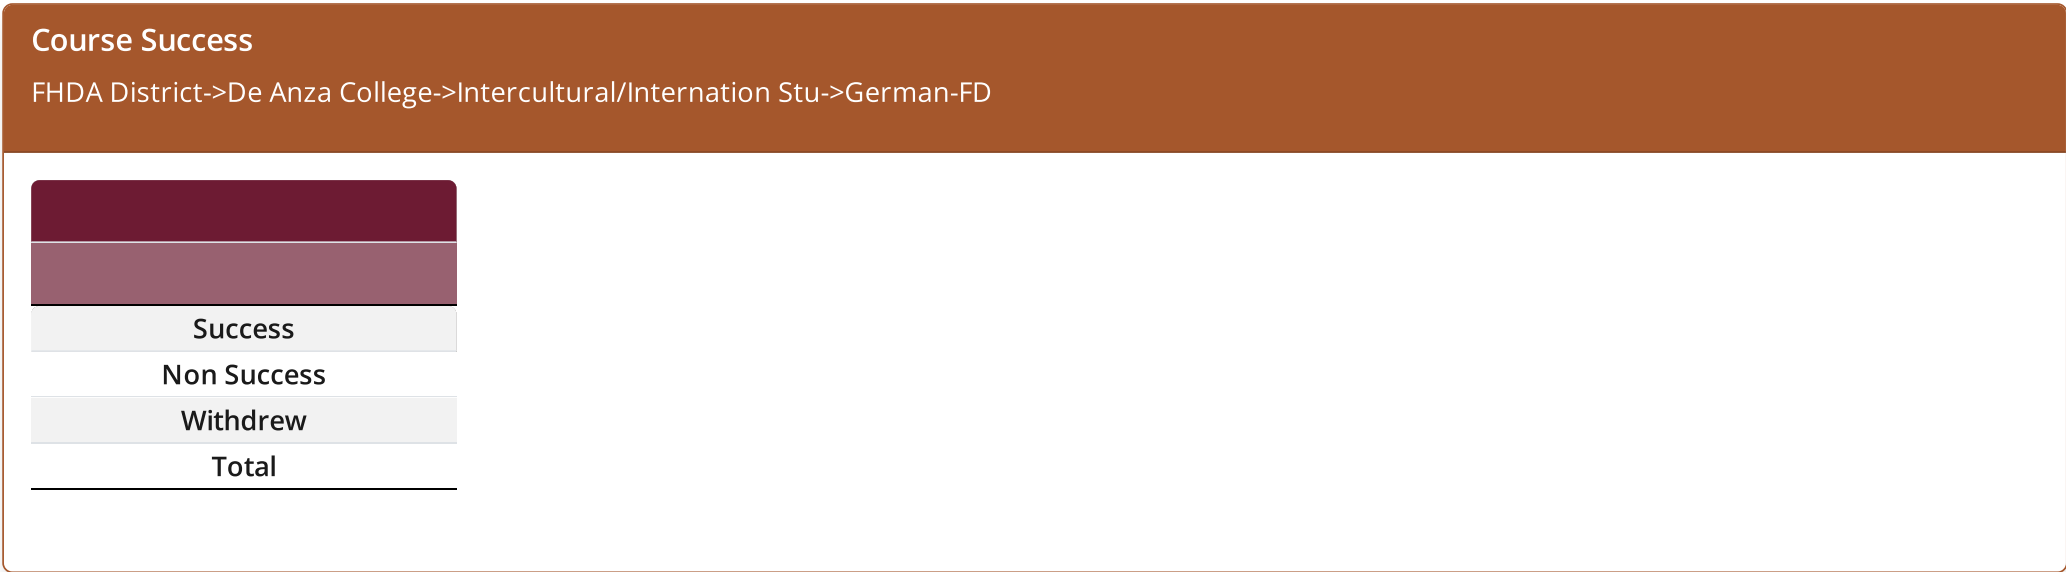 Course Success
FHDA District->De Anza College->Intercultural/Internation Stu->German-FD
Success
Non Success
Withdrew
Total